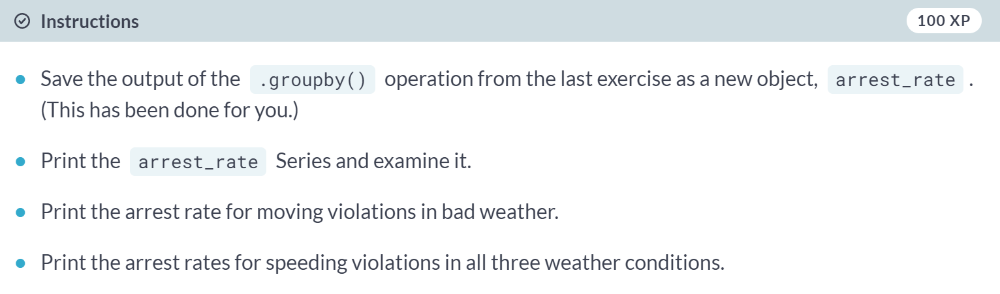 Instructions
100 XP
Save the output of the .groupby() operation from the last exercise as a new object, arrest_rate .
(This has been done for you.)
Print the arrest_rate Series and examine it.
Print the arrest rate for moving violations in bad weather.
Print the arrest rates for speeding violations in all three weather conditions.